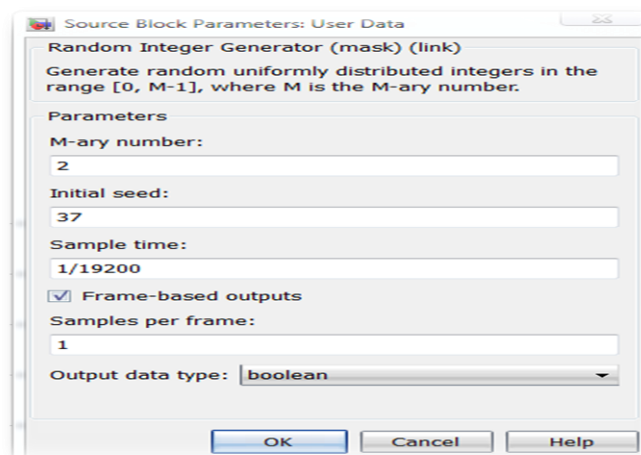 Source Block Parameters: User Data
Random Integer Generator (mask) (link)
Generate random uniformly distributed integers in the
range [0, M-1], where M is the M-ary number.
Parameters
M-ary number:
2
Initial seed:
37
Sample time:
1/19200
Frame-based outputs
Samples per frame:
1
Output data type: boolean
OK Cancel Help